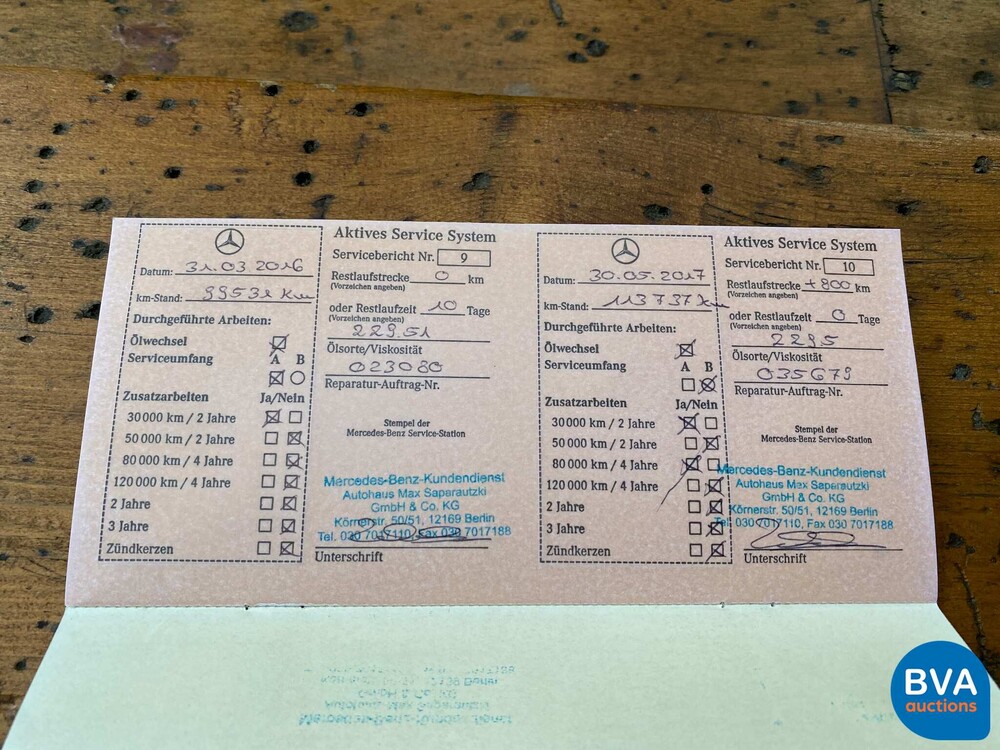 Aktives Service System
Servicebericht Nr. 9
Datum: 31.03 2016
Restlaufstrecke 0 km
(Vorzeichen angeben)
km-Stand: 99531 km
oder Restlaufzeit 10 Tage
(Vorzeichen angeben)
Durchgeführte Arbeiten:
229.51
Ölwechsel
Ölsorte/Viskosität
A B
Serviceumfang
023080
Reparatur-Auftrag-Nr.
Zusatzarbeiten Ja/Nein
30 000 km / 2 Jahre
50 000 km / 2 Jahre
80 000 km / 4 Jahre
120 000 km / 4 Jahre
2 Jahre
3 Jahre
Zündkerzen
Stempel der
Mercedes-Benz Service-Station
Mercedes-Benz-Kundendienst
Autohaus Max Saparautzki
GmbH & Co. KG
Körnerstr. 50/51, 12169 Berlin
Tel. 030 7017110, Fax 030 7017188
Unterschrift
Aktives Service System
Servicebericht Nr. 10
Datum: 30.05.2017
Restlaufstrecke +800 km
(Vorzeichen angeben)
km-Stand: 113737 km
oder Restlaufzeit 0 Tage
(Vorzeichen angeben)
Durchgeführte Arbeiten:
229.5
Ölwechsel
Ölsorte/Viskosität
A B
Serviceumfang
035679
Reparatur-Auftrag-Nr.
Zusatzarbeiten Ja/Nein
30 000 km / 2 Jahre
50 000 km / 2 Jahre
80 000 km / 4 Jahre
120 000 km / 4 Jahre
2 Jahre
3 Jahre
Zündkerzen
Stempel der
Mercedes-Benz Service-Station
Mercedes-Benz-Kundendienst
Autohaus Max Saparautzki
GmbH & Co. KG
Körnerstr. 50/51, 12169 Berlin
Tel. 030 7017110, Fax 030 7017188
Unterschrift
BVA
auctions